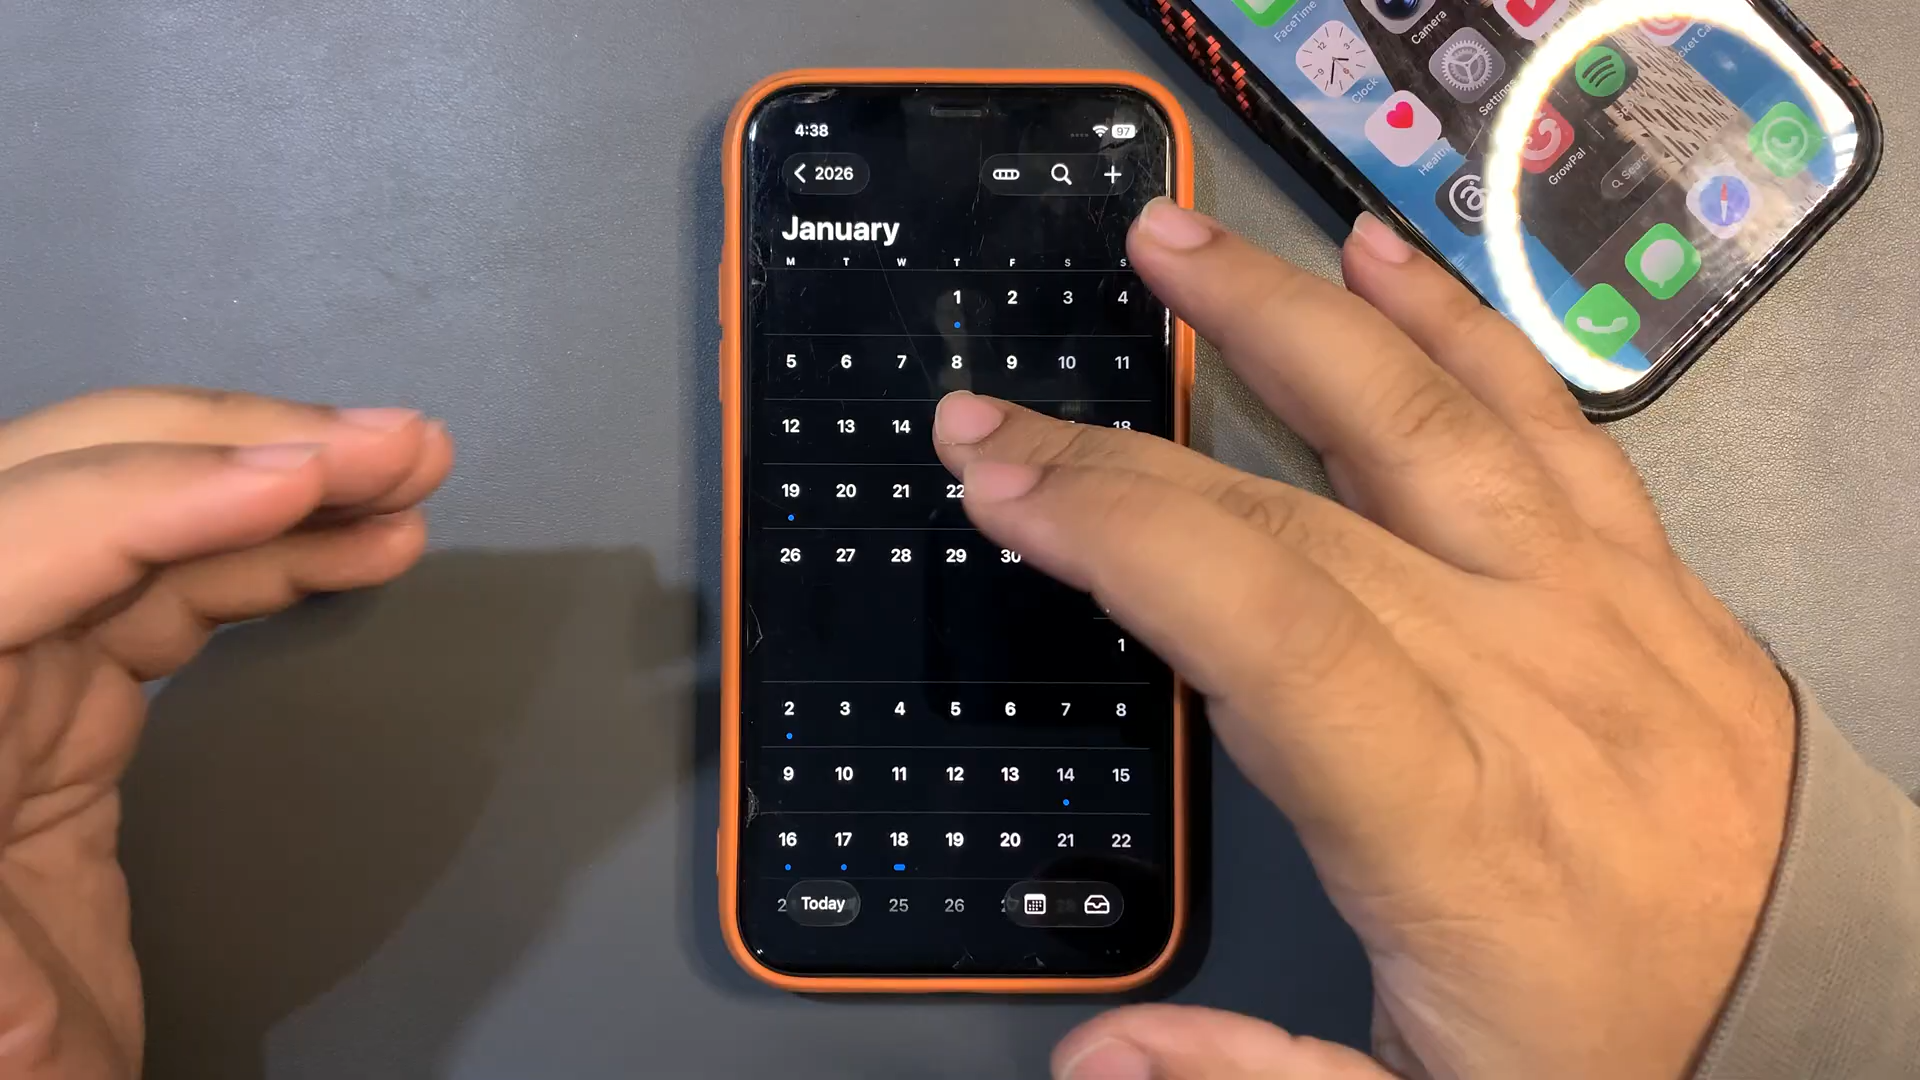 4:38
97
2026
January
M T W T F S S
1 2 3 4
5 6 7 8 9 10 11
12 13 14 18
19 20 21 22
26 27 28 29 30
1
2 3 4 5 6 7 8
9 10 11 12 13 14 15
16 17 18 19 20 21 22
Today 25 26
FaceTime
Camera
Clock
Settings
Health
GrowPal
Search